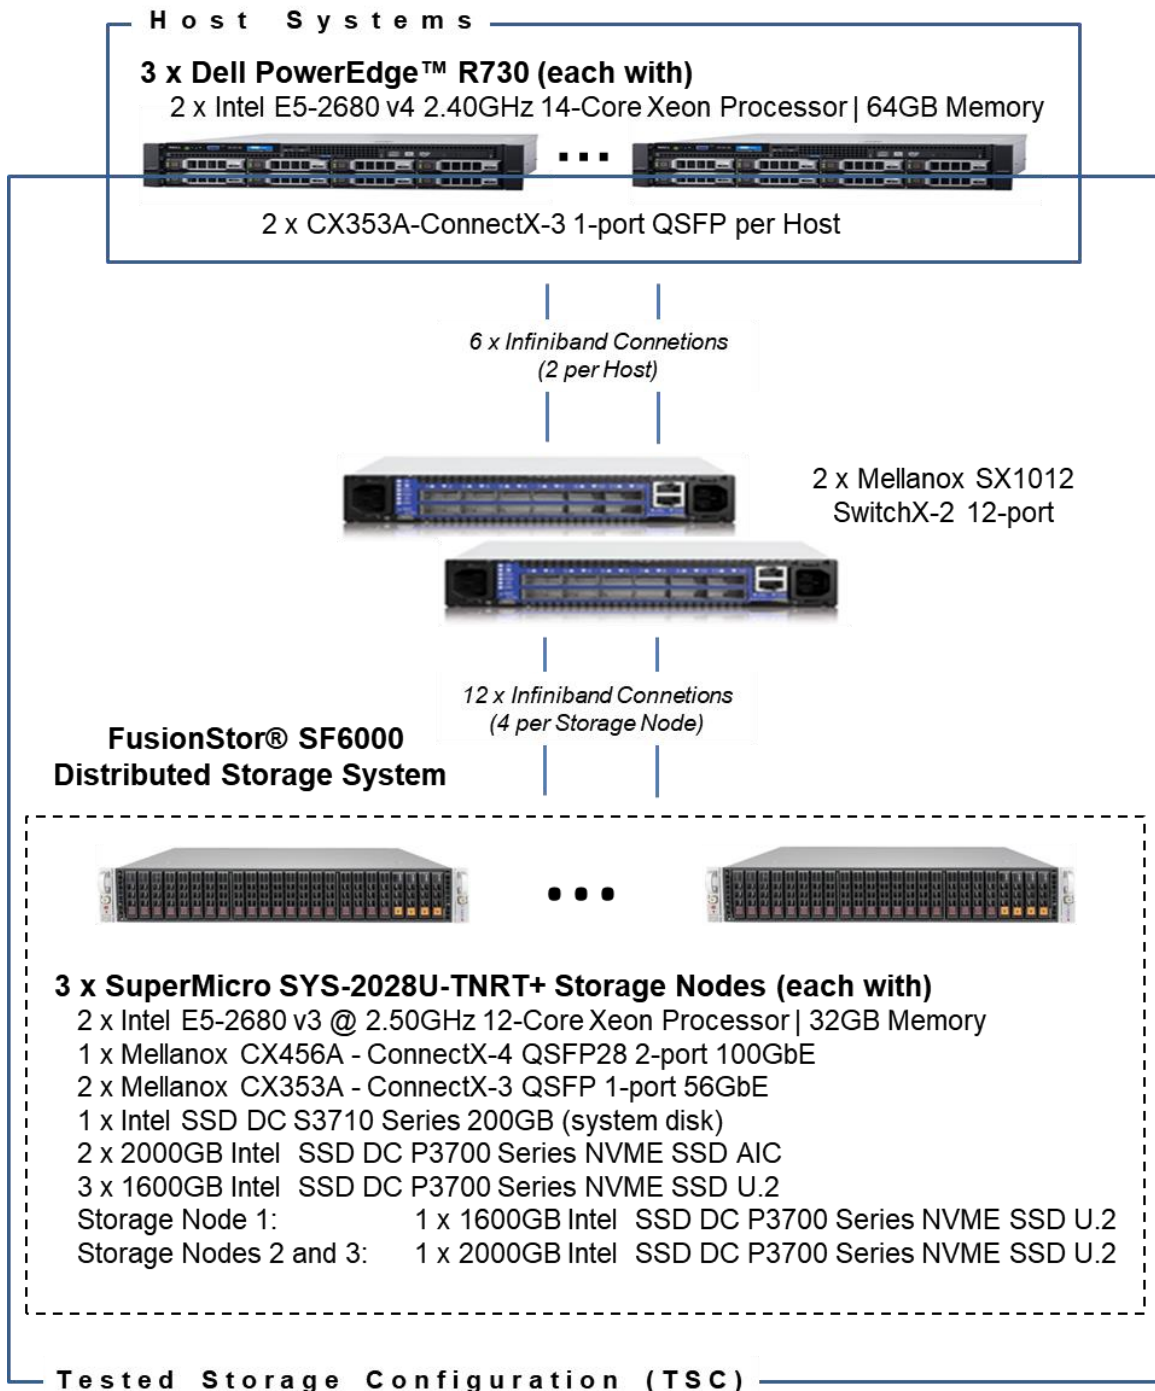 Host Systems
3 x Dell PowerEdge™ R730 (each with)
2 x Intel E5-2680 v4 2.40GHz 14-Core Xeon Processor | 64GB Memory
...
2 x CX353A-ConnectX-3 1-port QSFP per Host
6 x Infiniband Connetions
(2 per Host)
2 x Mellanox SX1012
SwitchX-2 12-port
12 x Infiniband Connetions
(4 per Storage Node)
FusionStor® SF6000
Distributed Storage System
...
3 x SuperMicro SYS-2028U-TNRT+ Storage Nodes (each with)
2 x Intel E5-2680 v3 @ 2.50GHz 12-Core Xeon Processor | 32GB Memory
1 x Mellanox CX456A - ConnectX-4 QSFP28 2-port 100GbE
2 x Mellanox CX353A - ConnectX-3 QSFP 1-port 56GbE
1 x Intel SSD DC S3710 Series 200GB (system disk)
2 x 2000GB Intel SSD DC P3700 Series NVME SSD AIC
3 x 1600GB Intel SSD DC P3700 Series NVME SSD U.2
Storage Node 1: 1 x 1600GB Intel SSD DC P3700 Series NVME SSD U.2
Storage Nodes 2 and 3: 1 x 2000GB Intel SSD DC P3700 Series NVME SSD U.2
Tested Storage Configuration (TSC)